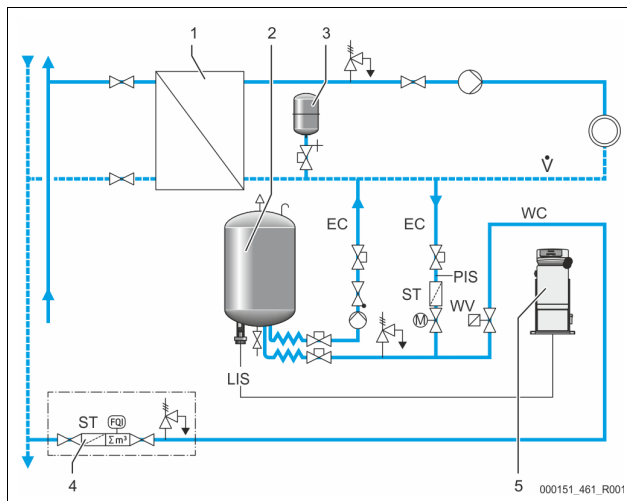 1
2
3
V̇
EC
EC
WC
PIS
ST
WV
M
LIS
ST
FQI
Σ m³
4
5
000151_461_R001